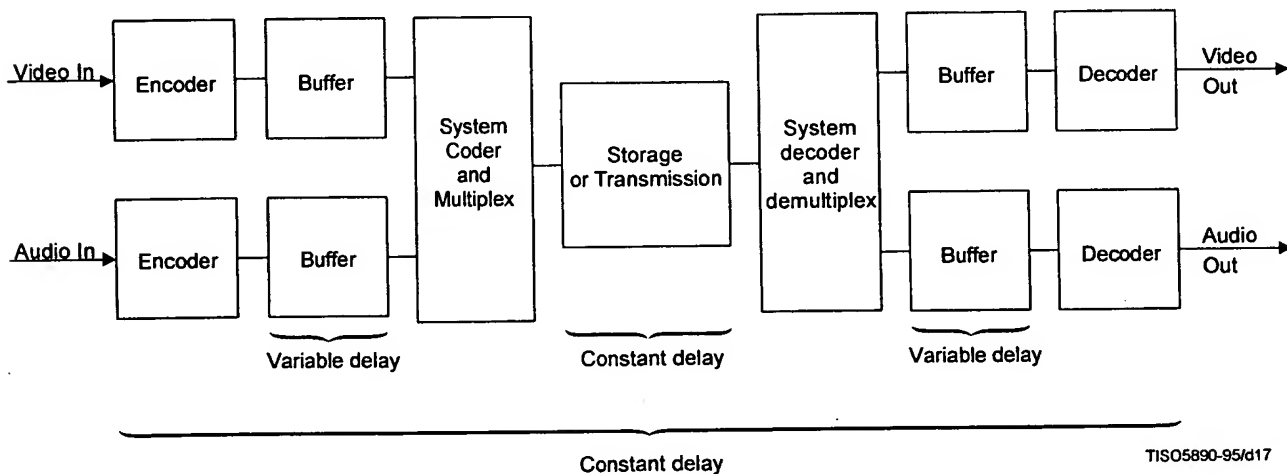 Video In
Encoder
Buffer
System
Coder
and
Multiplex
Storage
or Transmission
System
decoder
and
demultiplex
Buffer
Decoder
Video
Out
Audio In
Encoder
Buffer
Buffer
Decoder
Audio
Out
Variable delay
Constant delay
Variable delay
Constant delay
TISO5890-95/d17